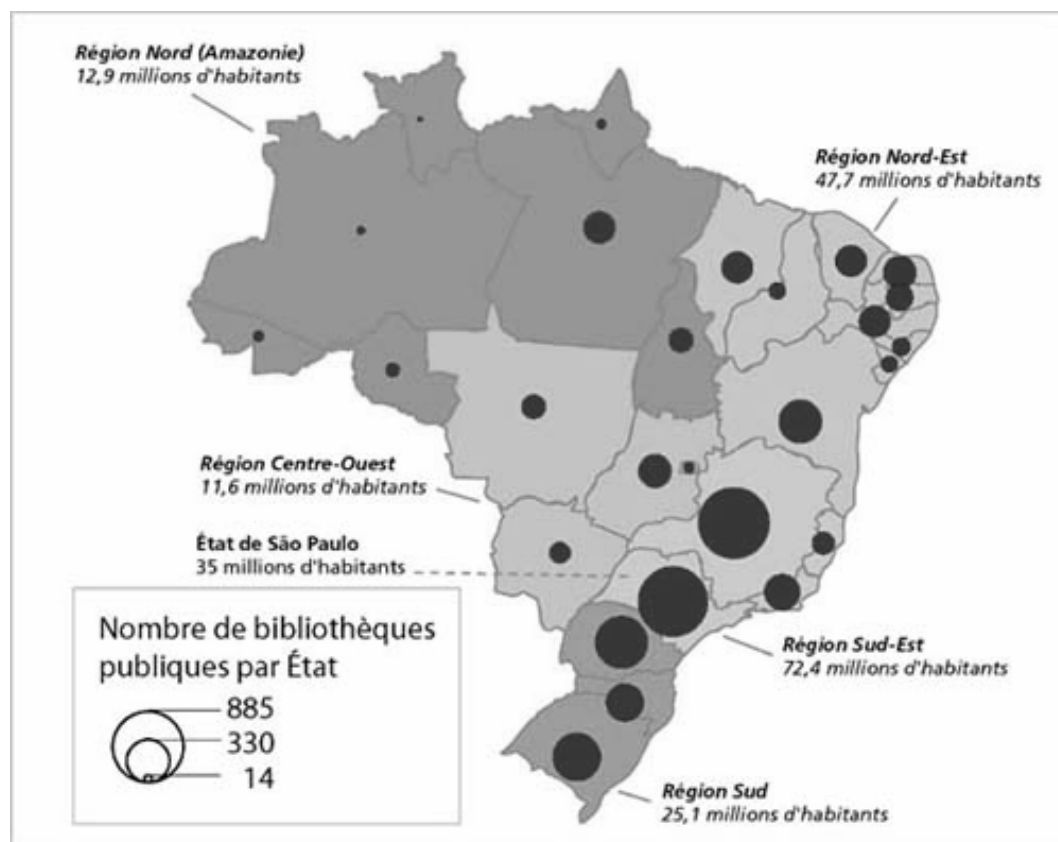 Région Nord (Amazonie)
12,9 millions d'habitants
Région Nord-Est
47,7 millions d'habitants
Région Centre-Ouest
11,6 millions d'habitants
État de São Paulo
35 millions d'habitants
Région Sud-Est
72,4 millions d'habitants
Région Sud
25,1 millions d'habitants
Nombre de bibliothèques
publiques par État
885
330
14